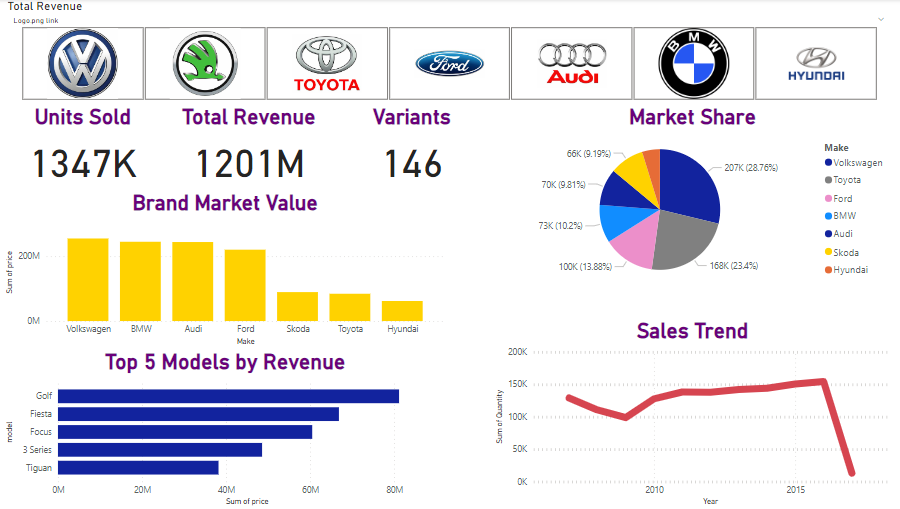 Total Revenue
Logo.png link
TOYOTA
Ford
Audi
BMW
HYUNDAI
Units Sold
Total Revenue
Variants
Market Share
1347K
1201M
146
Make
Volkswagen
Toyota
Ford
BMW
Audi
Skoda
Hyundai
66K (9.19%)
207K (28.76%)
70K (9.81%)
73K (10.2%)
100K (13.88%)
168K (23.4%)
Brand Market Value
Sum of price
200M
0M
Volkswagen BMW Audi Ford Skoda Toyota Hyundai
Make
Top 5 Models by Revenue
model
Golf
Fiesta
Focus
3 Series
Tiguan
0M 20M 40M 60M 80M
Sum of price
Sales Trend
Sum of Quantity
200K
150K
100K
50K
0K
2010 2015
Year